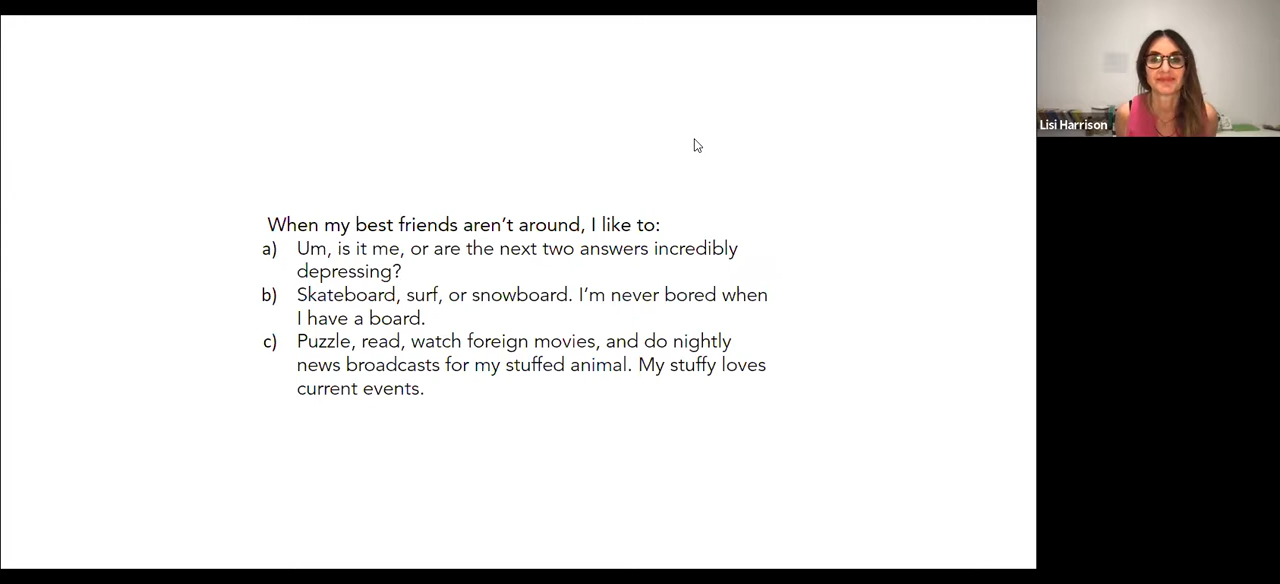 When my best friends aren’t around, I like to:
a) Um, is it me, or are the next two answers incredibly
depressing?
b) Skateboard, surf, or snowboard. I’m never bored when
I have a board.
c) Puzzle, read, watch foreign movies, and do nightly
news broadcasts for my stuffed animal. My stuffy loves
current events.
Lisi Harrison